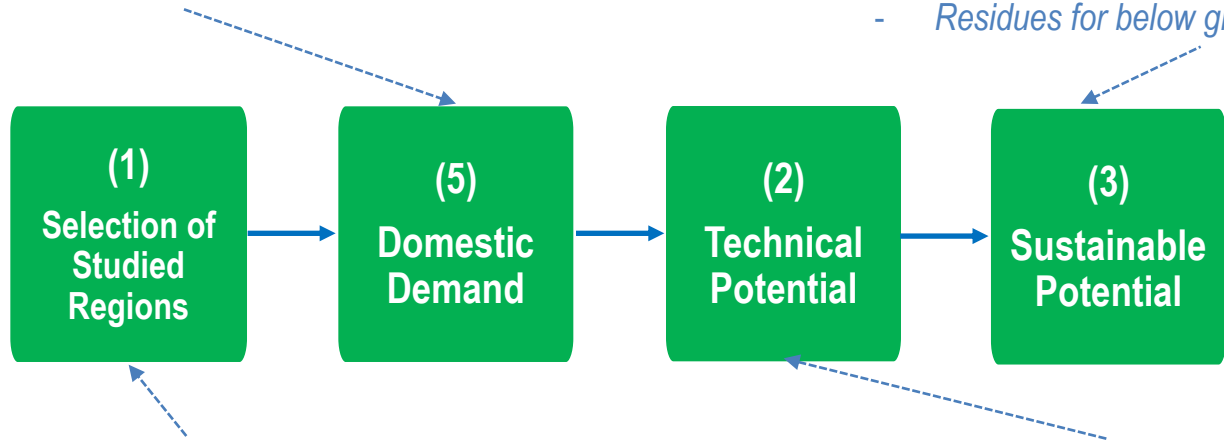 - Residues for below
(1)
Selection of
Studied
Regions
(5)
Domestic
Demand
(2)
Technical
Potential
(3)
Sustainable
Potential